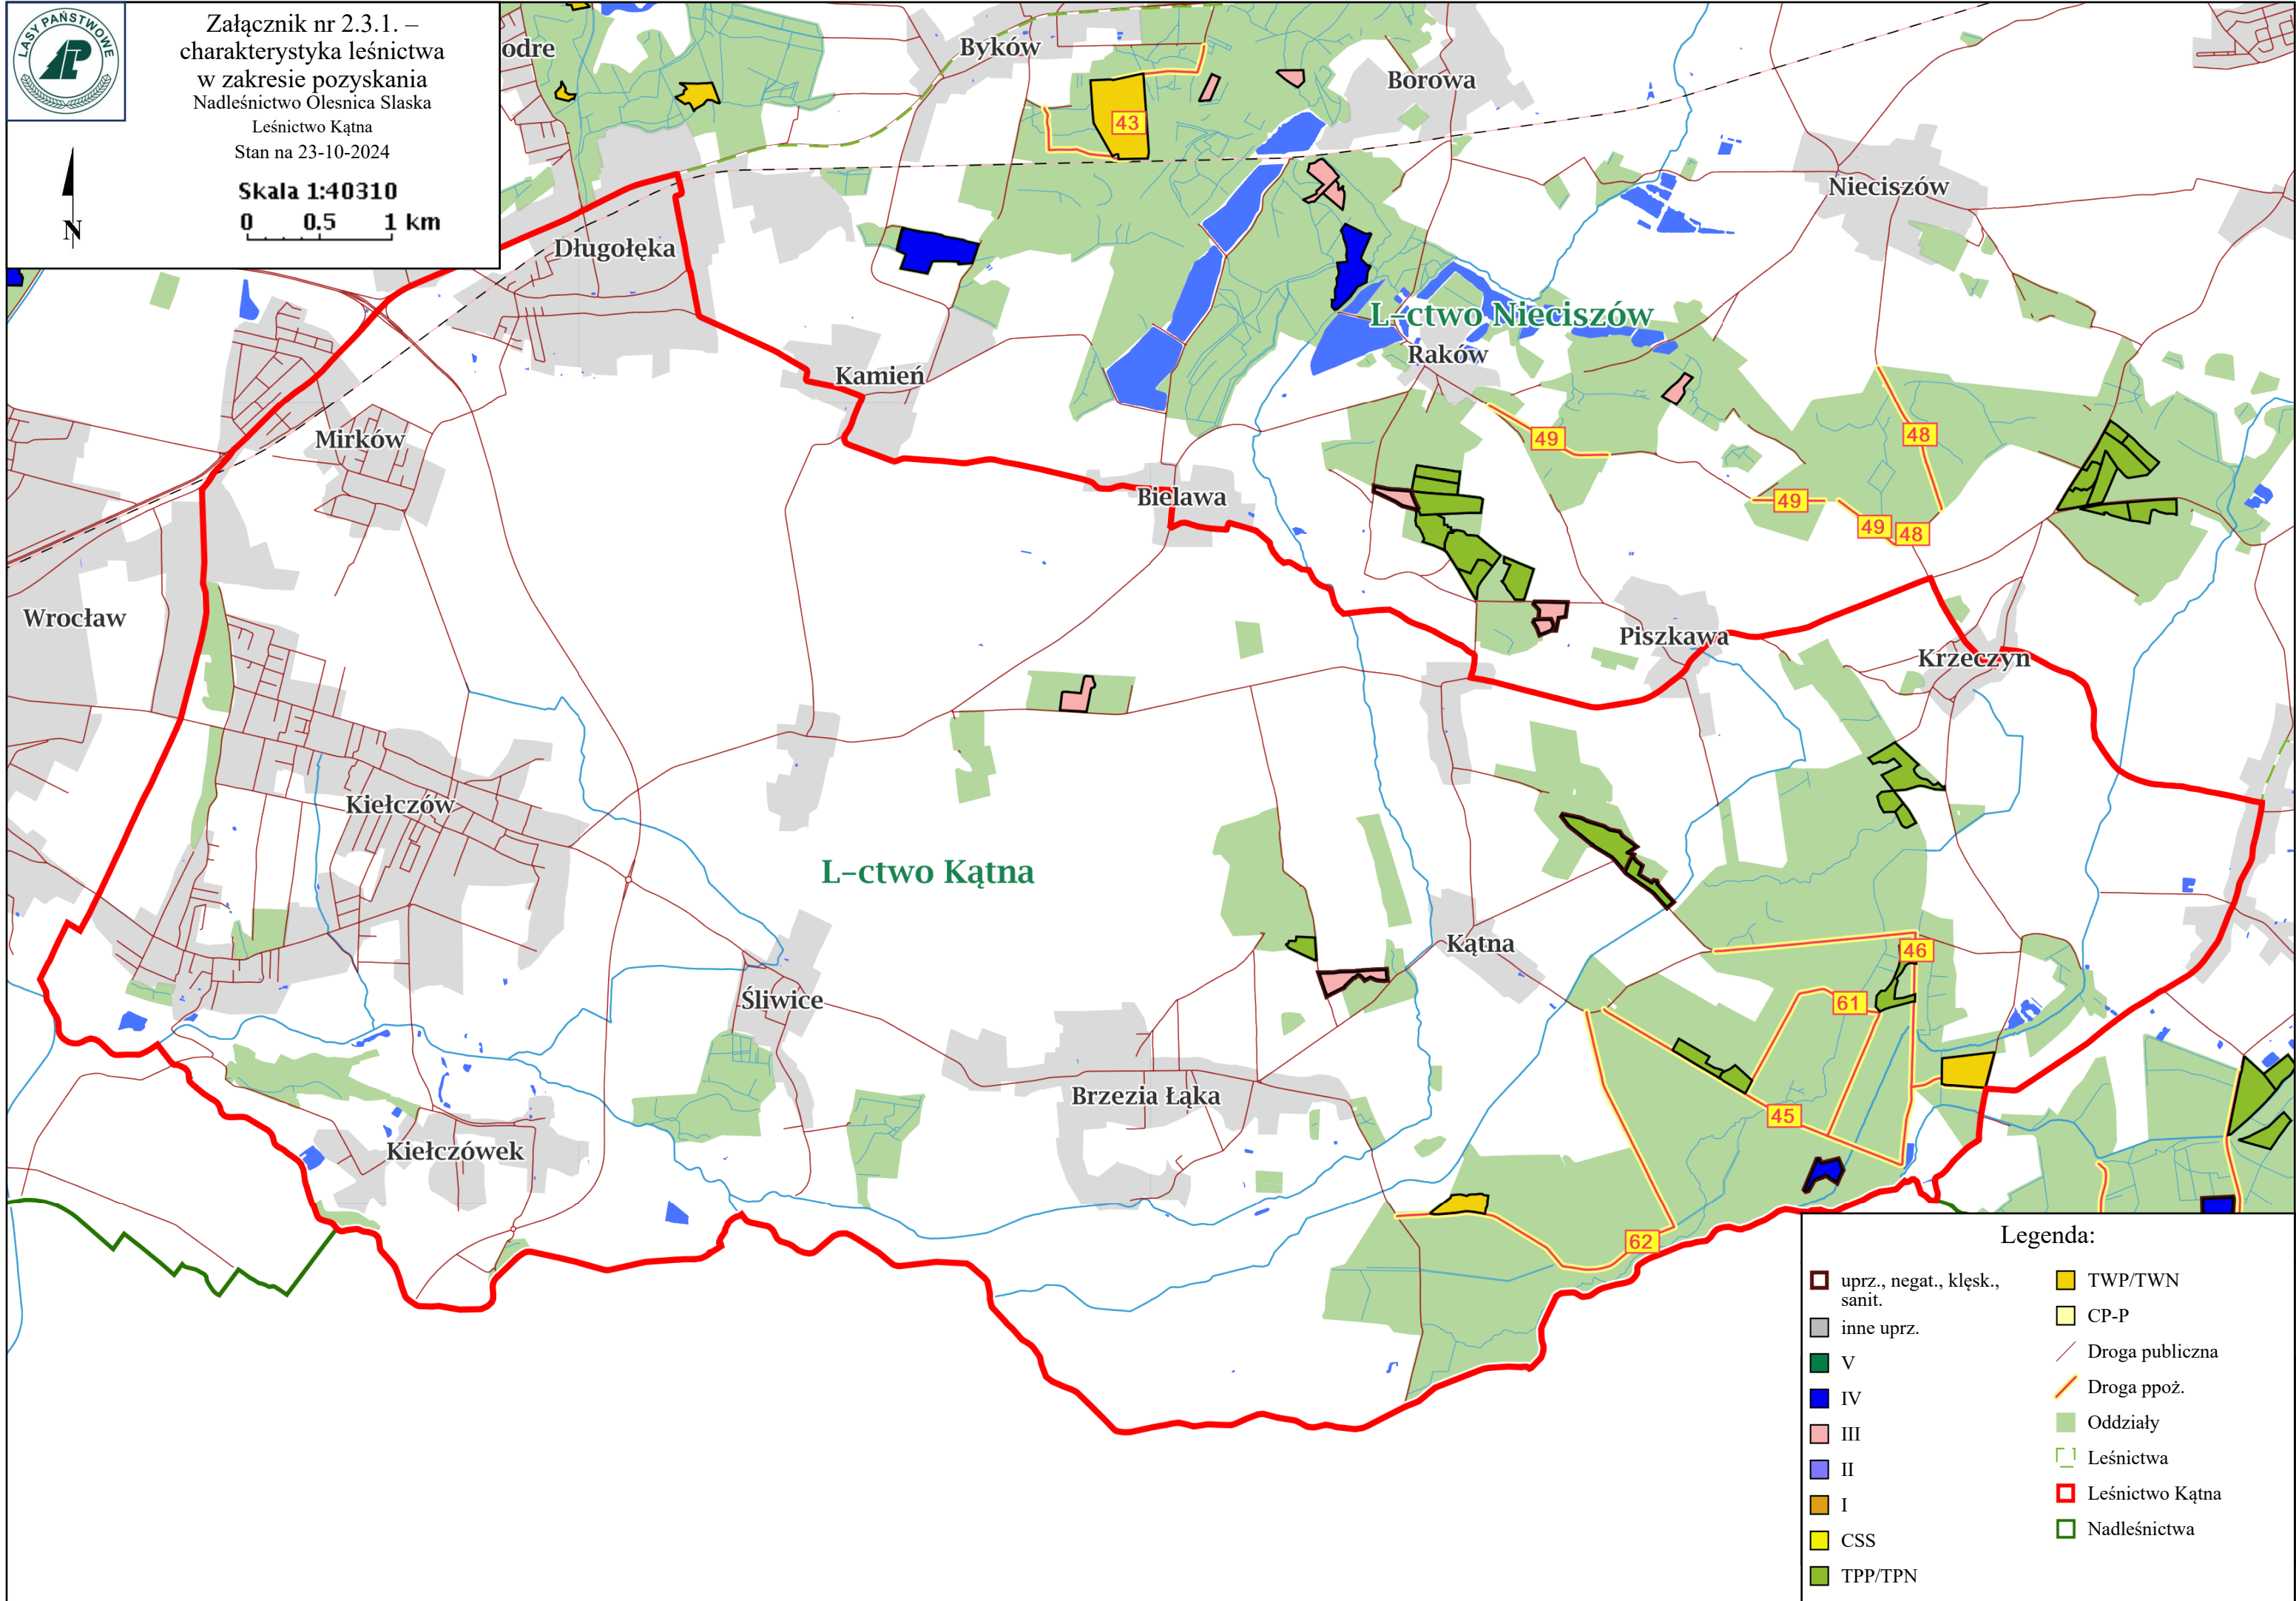 LASY PAŃSTWOWE
Załącznik nr 2.3.1. –
charakterystyka leśnictwa
w zakresie pozyskania
Nadleśnictwo Olesnica Slaska
Leśnictwo Kątna
Stan na 23-10-2024
Skala 1:40310
0 0.5 1 km
N
odre
Byków
Borowa
43
Nieciszów
Długołęka
L-ctwo Nieciszów
Raków
Kamień
Mirków
49
48
Bielawa
49
49
48
Wrocław
Piszkawa
Krzeczyn
Kiełczów
L-ctwo Kątna
Kątna
46
Śliwice
61
Brzezia Łąka
45
Kiełczówek
62
Legenda:
uprz., negat., klęsk.,
sanit.
inne uprz.
V
IV
III
II
I
CSS
TPP/TPN
TWP/TWN
CP-P
Droga publiczna
Droga ppoż.
Oddziały
Leśnictwa
Leśnictwo Kątna
Nadleśnictwa